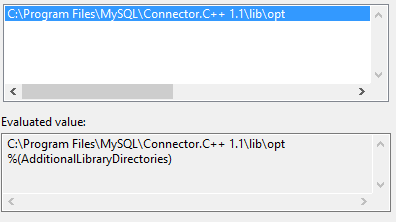 C:\Program Files\MySQL\Connector.C++ 1.1\lib\opt
Evaluated value:
C:\Program Files\MySQL\Connector.C++ 1.1\lib\opt
%(AdditionalLibraryDirectories)